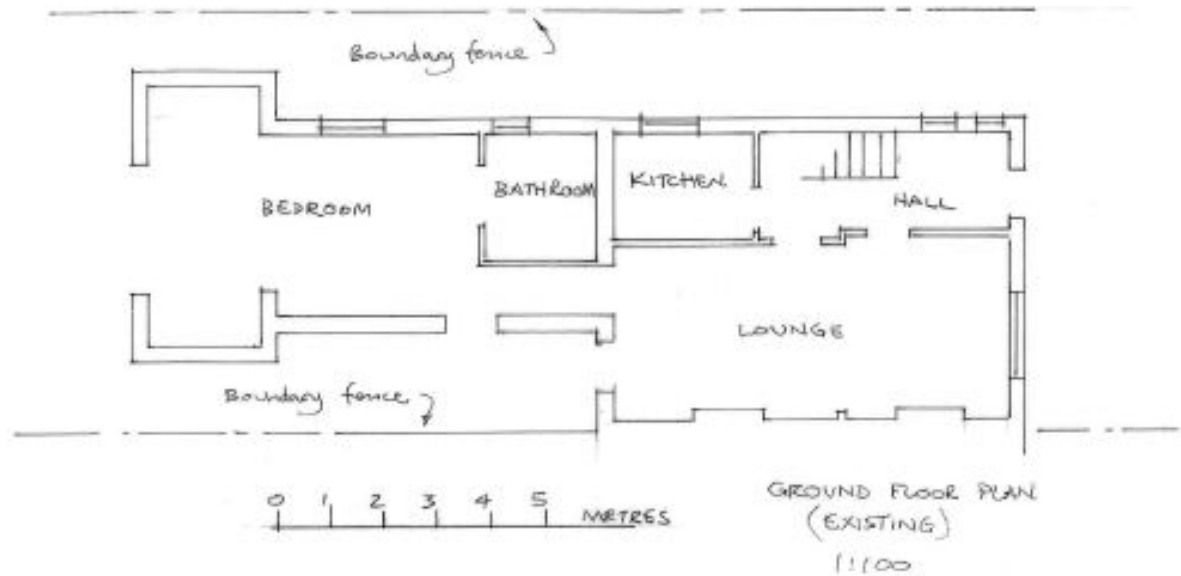 Boundary fence
BEDROOM
BATHROOM
KITCHEN
HALL
LOUNGE
Boundary fence
0 1 2 3 4 5
METRES
GROUND FLOOR PLAN
(EXISTING)
1:100